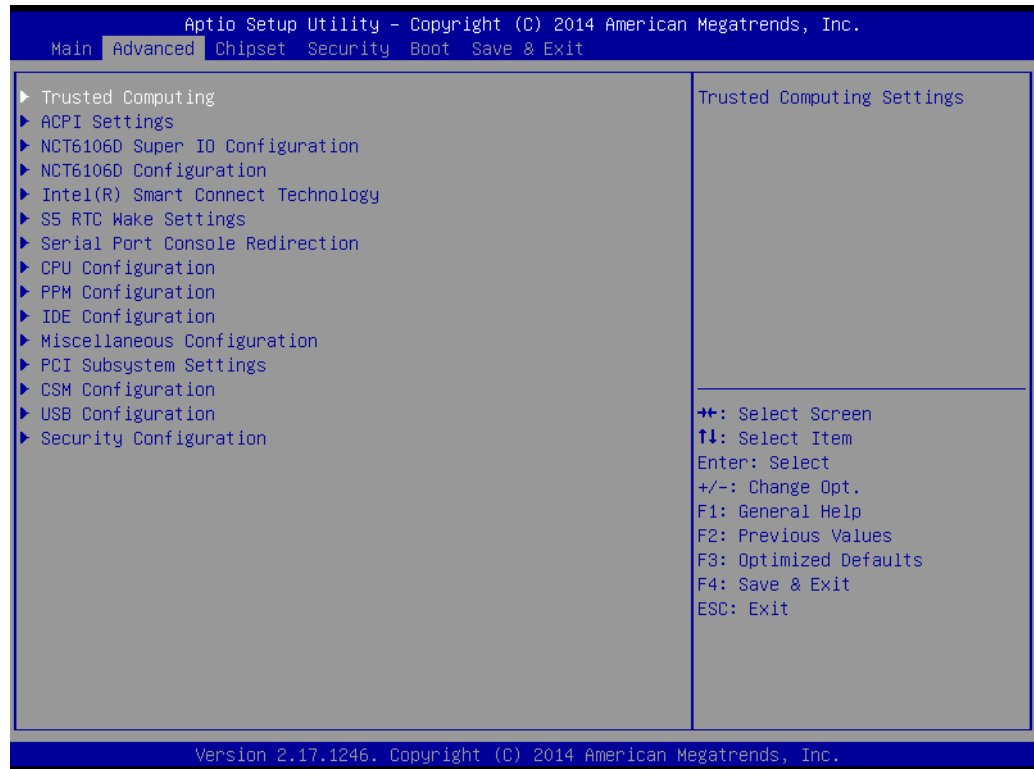 Aptio Setup Utility – Copyright (C) 2014 American Megatrends, Inc.
Main Advanced Chipset Security Boot Save & Exit
▶ Trusted Computing
▶ ACPI Settings
▶ NCT6106D Super IO Configuration
▶ NCT6106D Configuration
▶ Intel(R) Smart Connect Technology
▶ S5 RTC Wake Settings
▶ Serial Port Console Redirection
▶ CPU Configuration
▶ PPM Configuration
▶ IDE Configuration
▶ Miscellaneous Configuration
▶ PCI Subsystem Settings
▶ CSM Configuration
▶ USB Configuration
▶ Security Configuration
Trusted Computing Settings
→←: Select Screen
↑↓: Select Item
Enter: Select
+/-: Change Opt.
F1: General Help
F2: Previous Values
F3: Optimized Defaults
F4: Save & Exit
ESC: Exit
Version 2.17.1246. Copyright (C) 2014 American Megatrends, Inc.